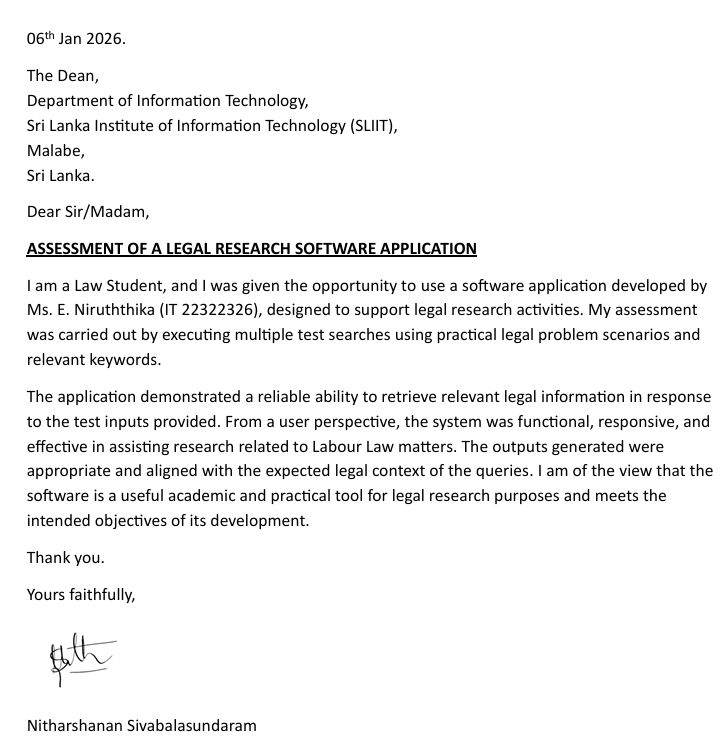 06th Jan 2026.
The Dean,
Department of Information Technology,
Sri Lanka Institute of Information Technology (SLIIT),
Malabe,
Sri Lanka.
Dear Sir/Madam,
ASSESSMENT OF A LEGAL RESEARCH SOFTWARE APPLICATION
I am a Law Student, and I was given the opportunity to use a software application developed by
Ms. E. Niruththika (IT 22322326), designed to support legal research activities. My assessment
was carried out by executing multiple test searches using practical legal problem scenarios and
relevant keywords.
The application demonstrated a reliable ability to retrieve relevant legal information in response
to the test inputs provided. From a user perspective, the system was functional, responsive, and
effective in assisting research related to Labour Law matters. The outputs generated were
appropriate and aligned with the expected legal context of the queries. I am of the view that the
software is a useful academic and practical tool for legal research purposes and meets the
intended objectives of its development.
Thank you.
Yours faithfully,
Nitharshanan Sivabalasundaram